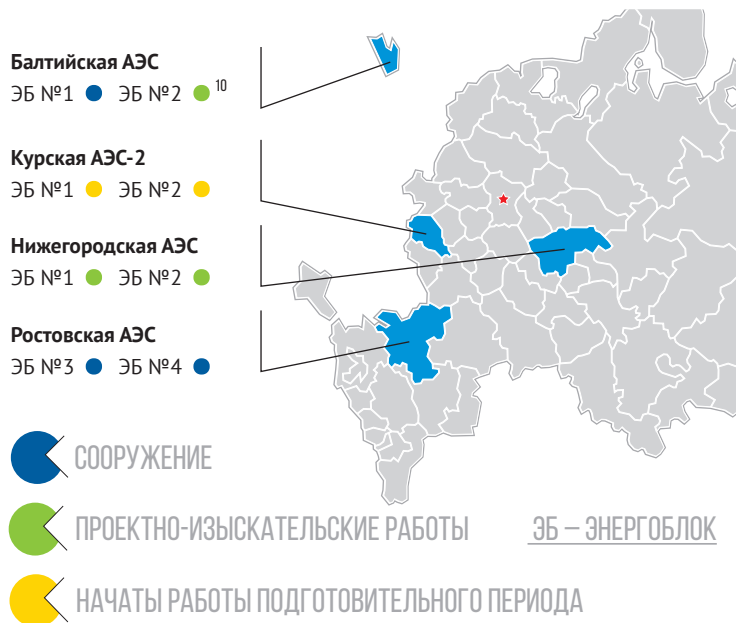 Балтийская АЭС
ЭБ №1 ЭБ №2 10
Курская АЭС-2
ЭБ №1 ЭБ №2
Нижегородская АЭС
ЭБ №1 ЭБ №2
Ростовская АЭС
ЭБ №3 ЭБ №4
СООРУЖЕНИЕ
ПРОЕКТНО-ИЗЫСКАТЕЛЬСКИЕ РАБОТЫ ЭБ – ЭНЕРГОБЛОК
НАЧАТЫ РАБОТЫ ПОДГОТОВИТЕЛЬНОГО ПЕРИОДА